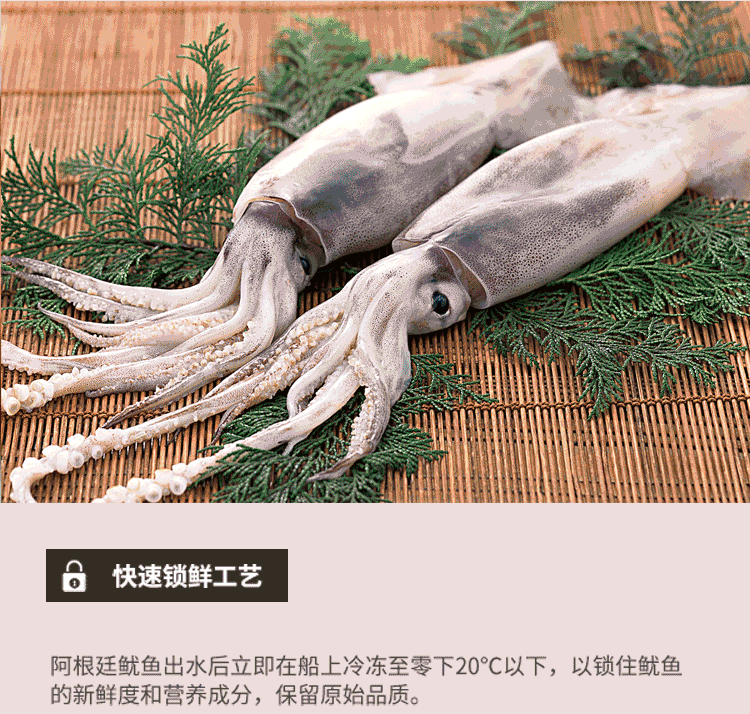 快速锁鲜工艺
阿根廷鱿鱼出水后立即在船上冷冻至零下20℃以下，以锁住鱿鱼
的新鲜度和营养成分，保留原始品质。